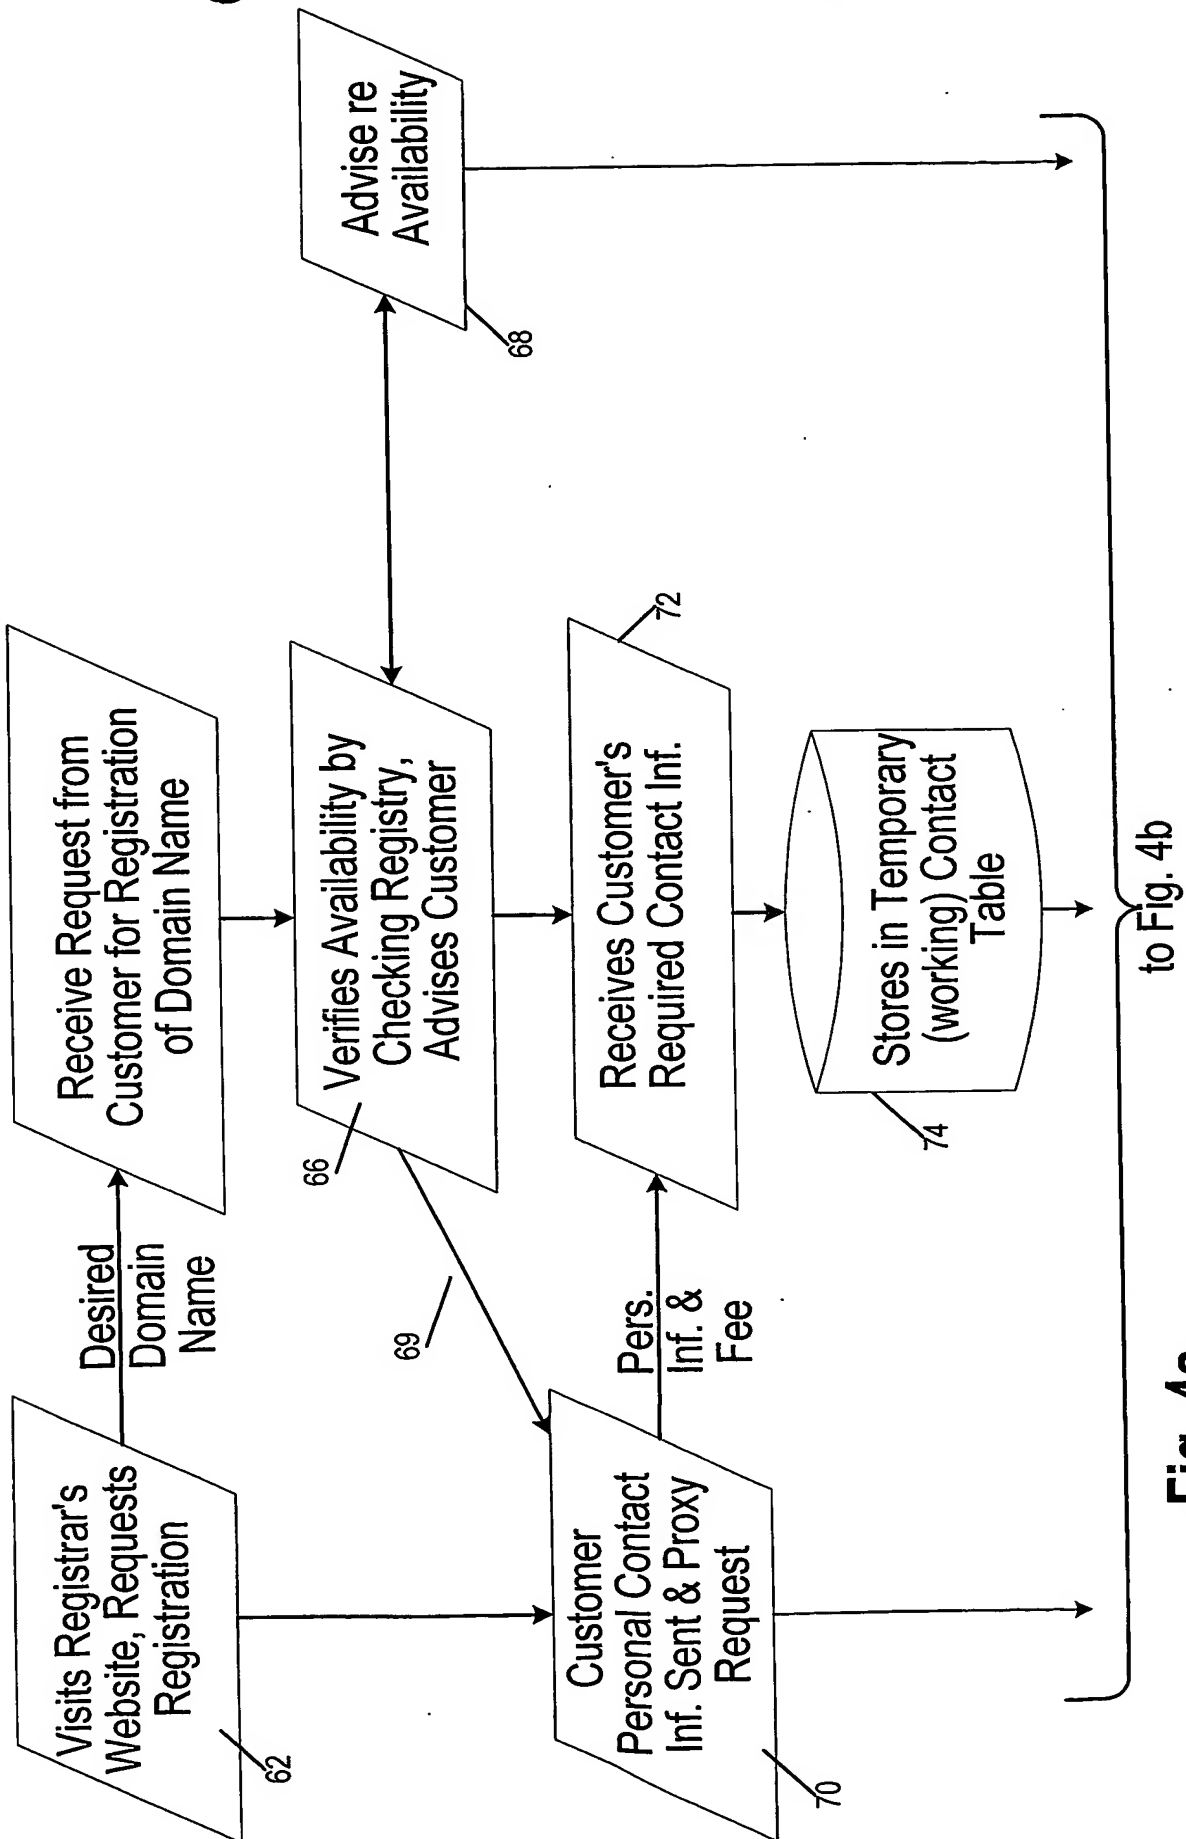 Visits Registrar's
Website, Requests
Registration
62
Desired
Domain
Name
Receive Request from
Customer for Registration
of Domain Name
66
Verifies Availability by
Checking Registry,
Advises Customer
Advise re
Availability
68
69
Customer
Personal Contact
Inf. Sent & Proxy
Request
70
Pers.
Inf. &
Fee
Receives Customer's
Required Contact Inf.
72
Stores in Temporary
(working) Contact
Table
74
to Fig. 4b